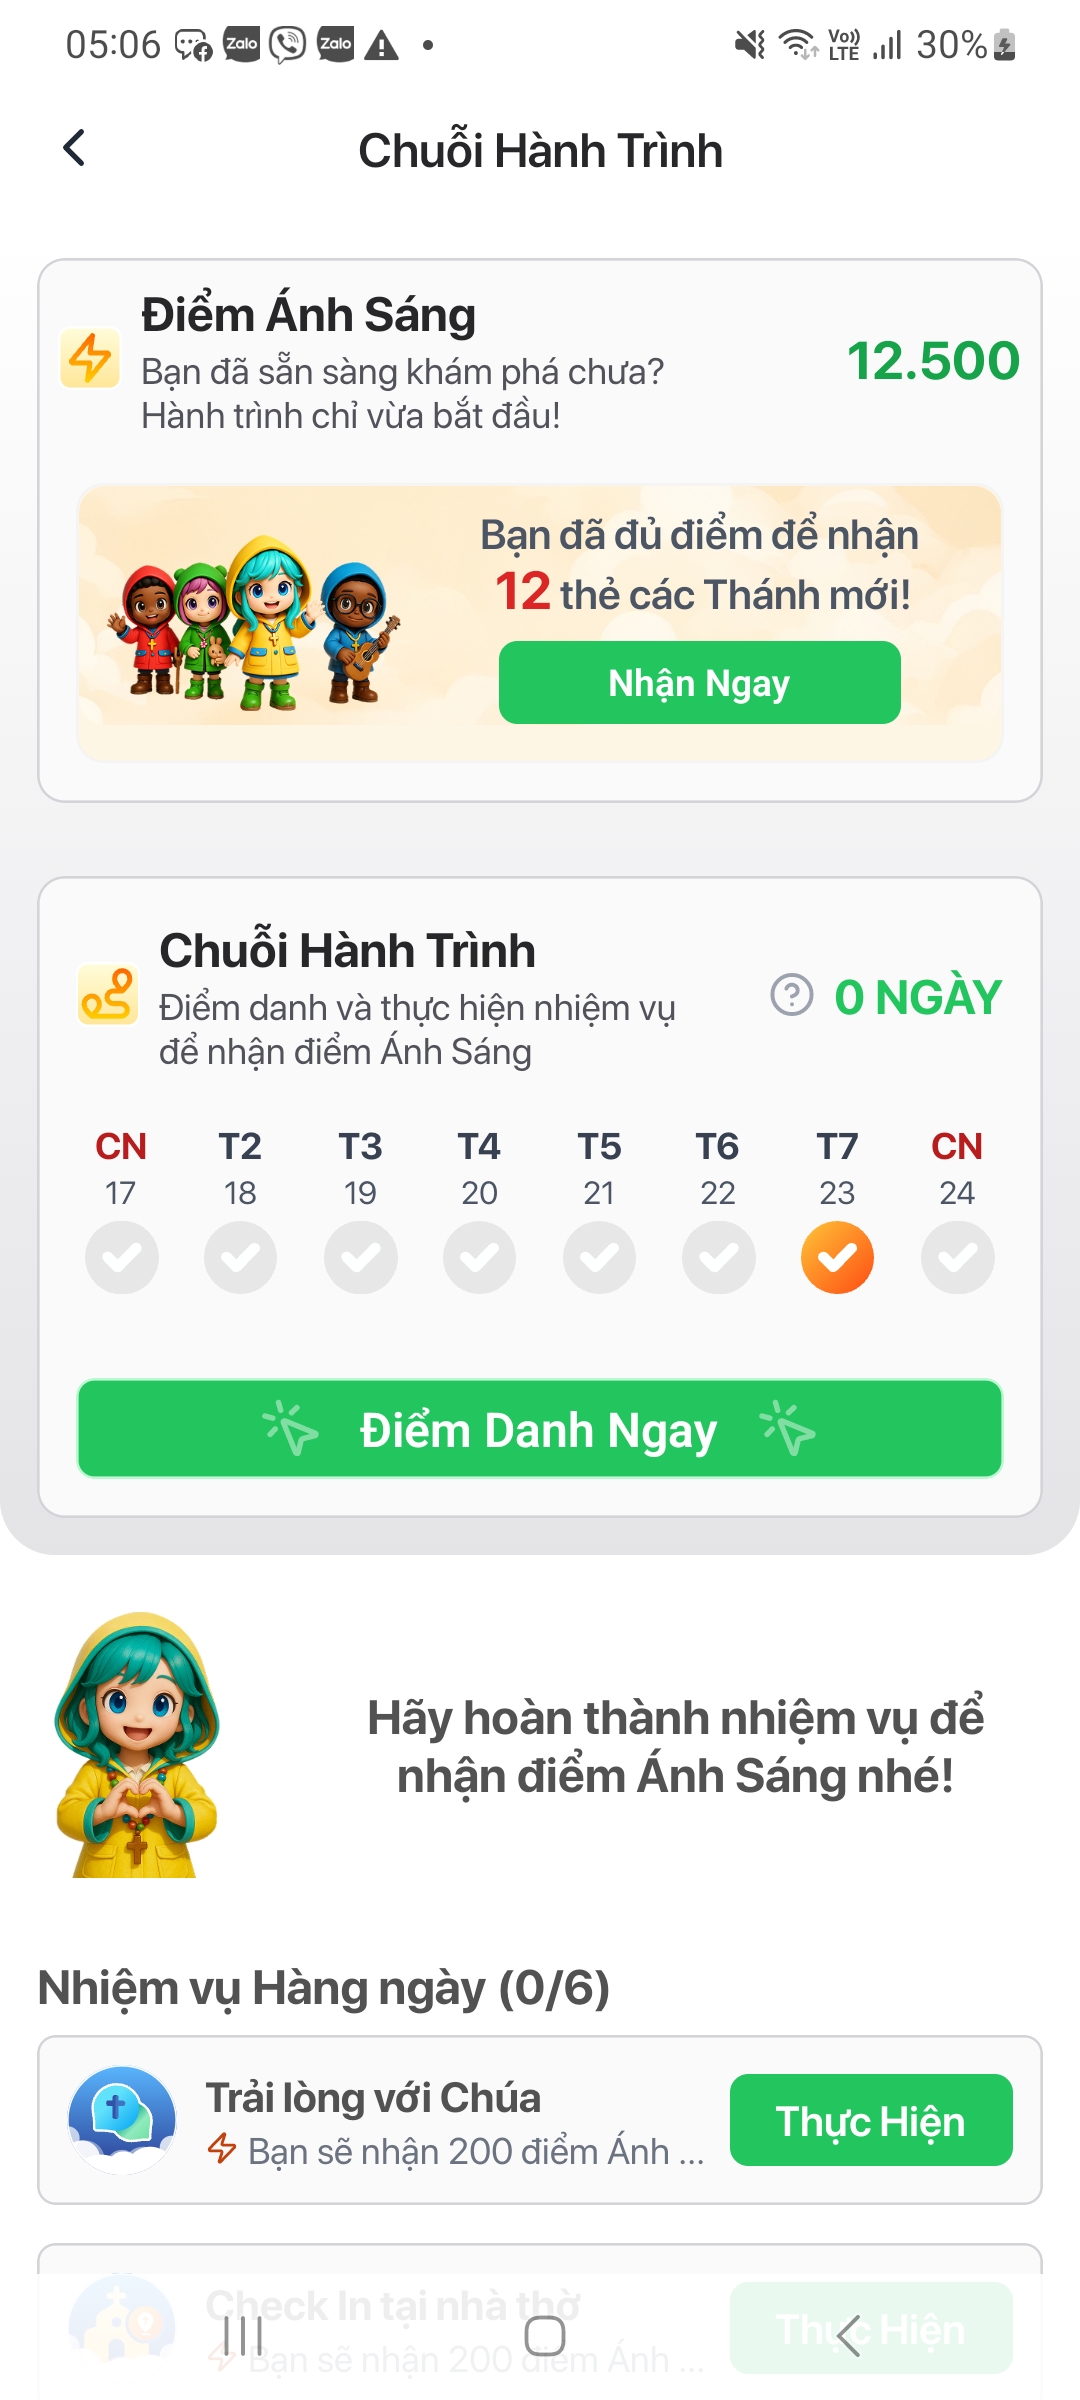 05:06
Zalo
Zalo
Vo))
LTE
30%
Chuỗi Hành Trình
Điểm Ánh Sáng
Bạn đã sẵn sàng khám phá chưa?
Hành trình chỉ vừa bắt đầu!
12.500
Bạn đã đủ điểm để nhận
12 thẻ các Thánh mới!
Nhận Ngay
Chuỗi Hành Trình
Điểm danh và thực hiện nhiệm vụ
để nhận điểm Ánh Sáng
0 NGÀY
CN T2 T3 T4 T5 T6 T7 CN
17 18 19 20 21 22 23 24
Điểm Danh Ngay
Hãy hoàn thành nhiệm vụ để
nhận điểm Ánh Sáng nhé!
Nhiệm vụ Hàng ngày (0/6)
Trải lòng với Chúa
Bạn sẽ nhận 200 điểm Ánh ...
Thực Hiện
Check In tại nhà thờ
Bạn sẽ nhận 200 điểm Ánh ...
Thực Hiện